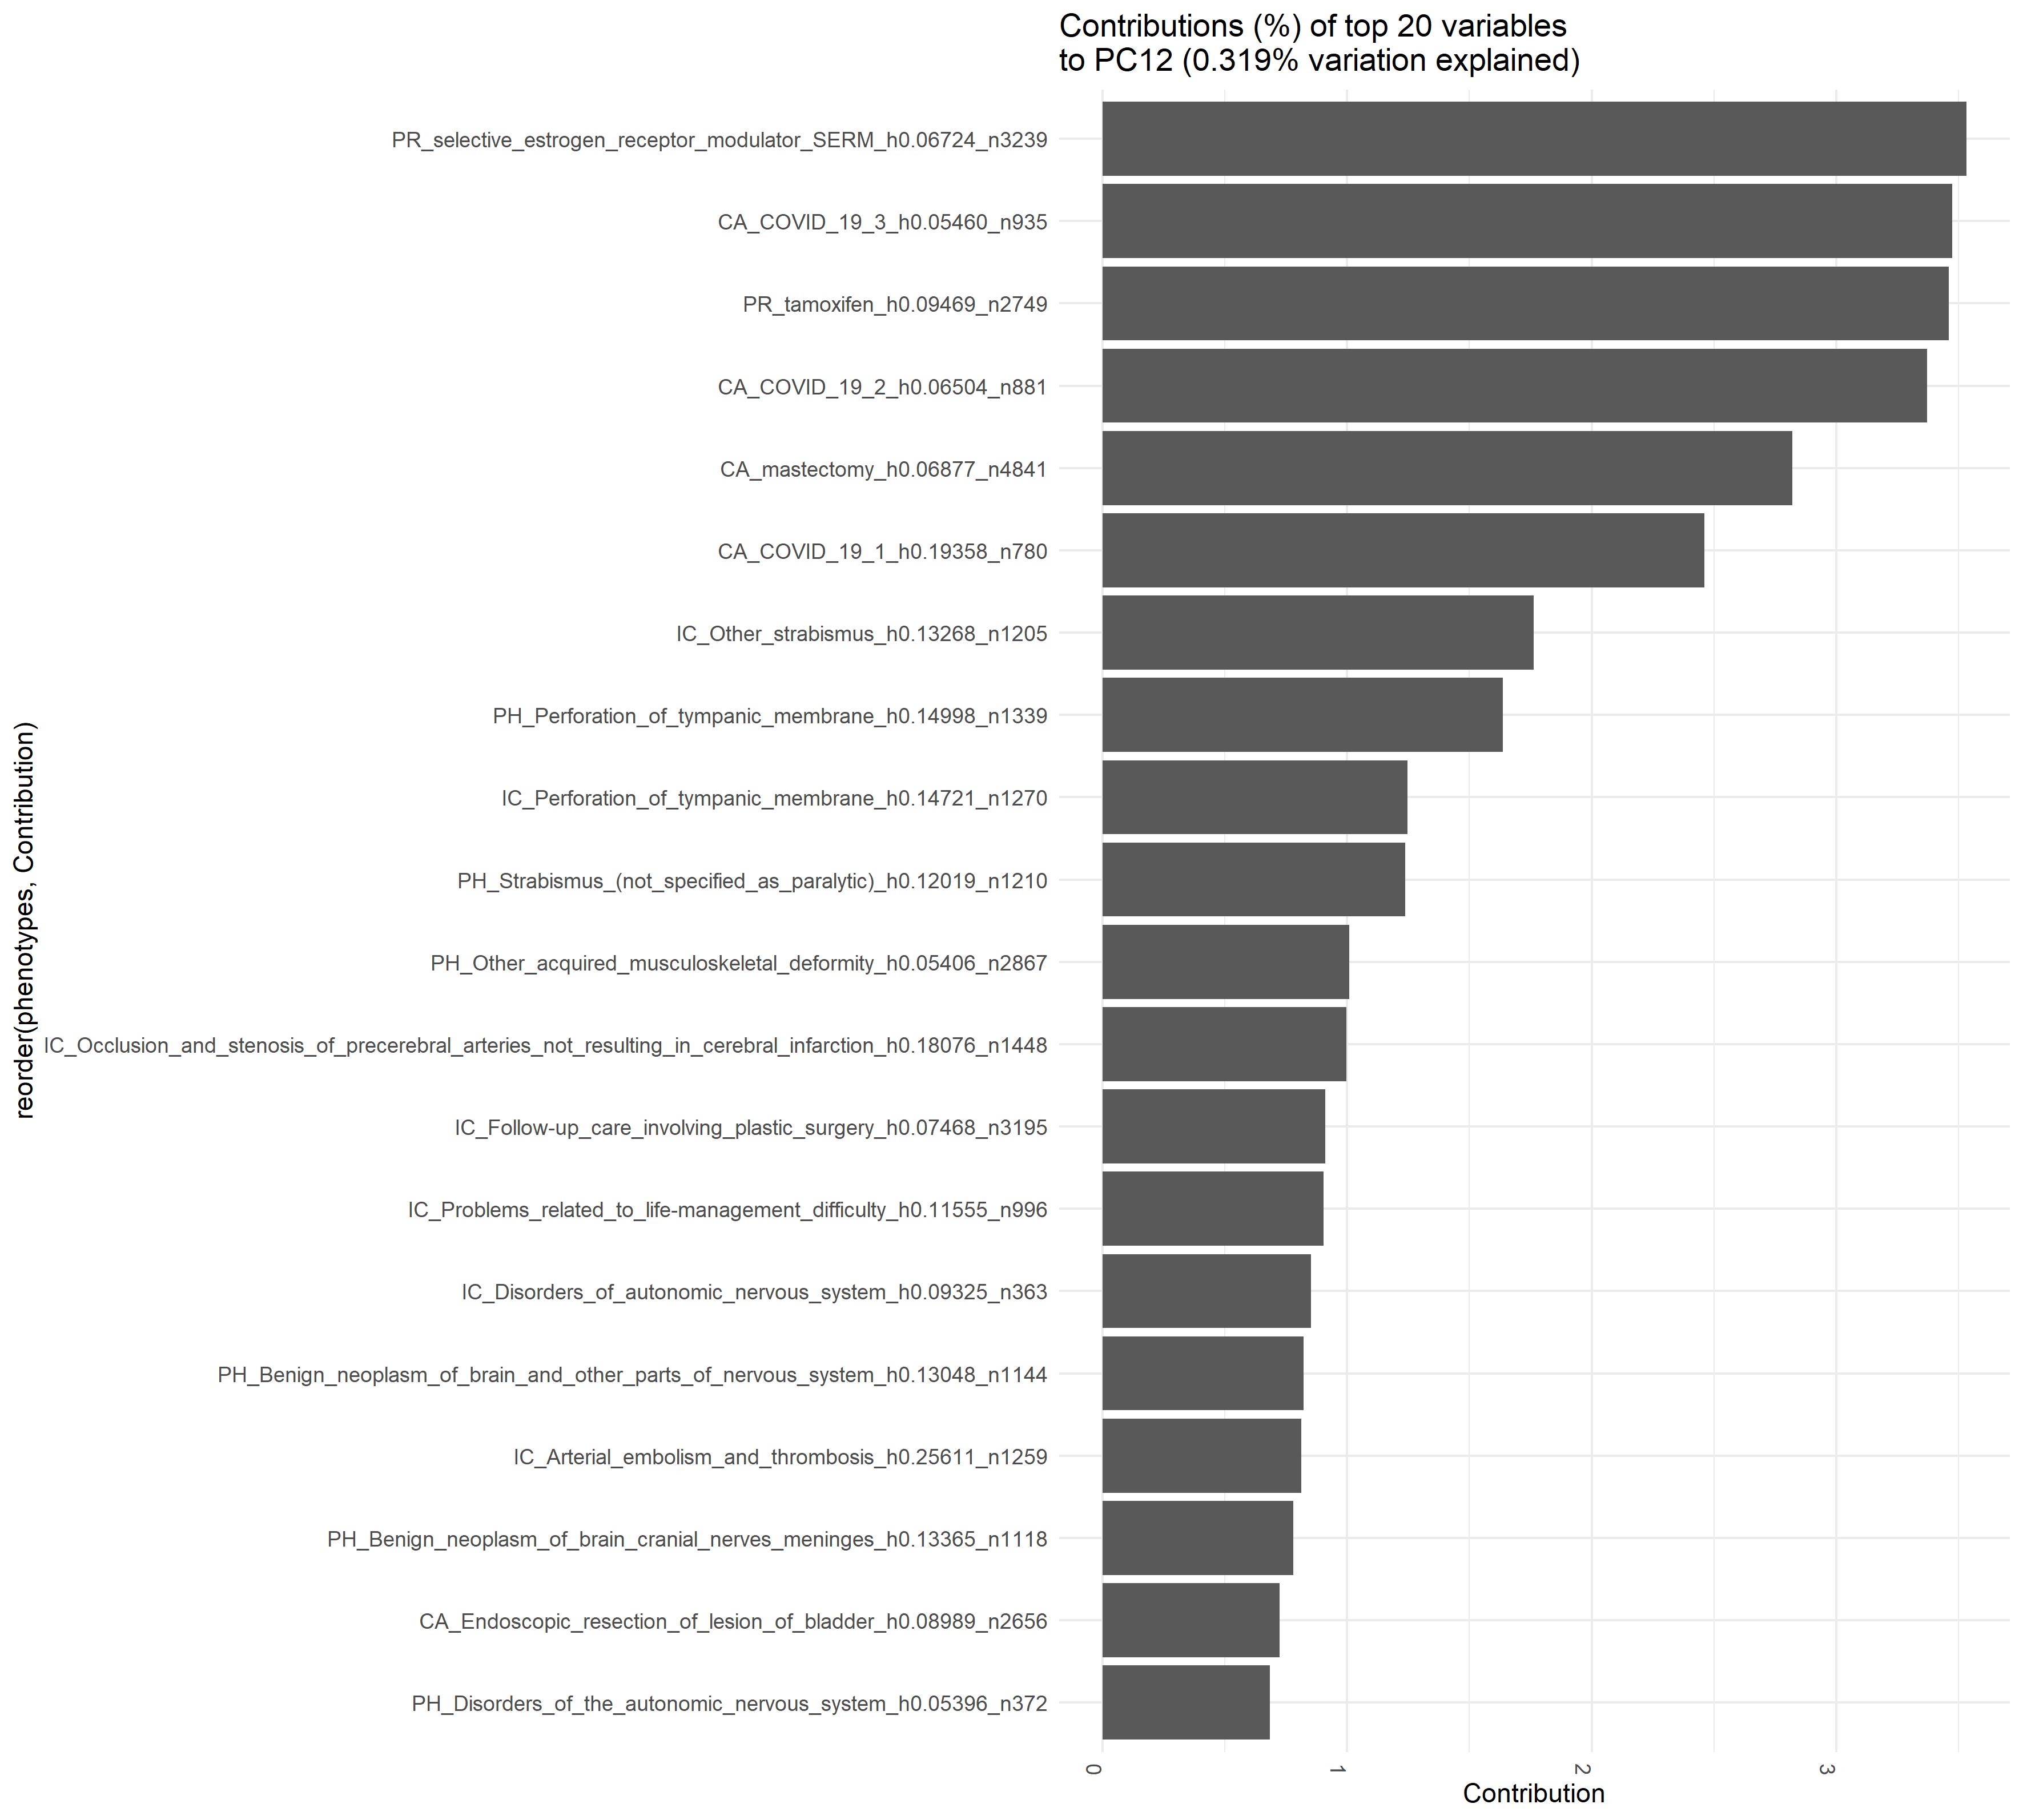 Contributions (%) of top 20 variables
to PC12 (0.319% variation explained)
reorder(phenotypes, Contribution)
PR_selective_estrogen_receptor_modulator_SERM_h0.06724_n3239
CA_COVID_19_3_h0.05460_n935
PR_tamoxifen_h0.09469_n2749
CA_COVID_19_2_h0.06504_n881
CA_mastectomy_h0.06877_n4841
CA_COVID_19_1_h0.19358_n780
IC_Other_strabismus_h0.13268_n1205
PH_Perforation_of_tympanic_membrane_h0.14998_n1339
IC_Perforation_of_tympanic_membrane_h0.14721_n1270
PH_Strabismus_(not_specified_as_paralytic)_h0.12019_n1210
PH_Other_acquired_musculoskeletal_deformity_h0.05406_n2867
IC_Occlusion_and_stenosis_of_precerebral_arteries_not_resulting_in_cerebral_infarction_h0.18076_n1448
IC_Follow-up_care_involving_plastic_surgery_h0.07468_n3195
IC_Problems_related_to_life-management_difficulty_h0.11555_n996
IC_Disorders_of_autonomic_nervous_system_h0.09325_n363
PH_Benign_neoplasm_of_brain_and_other_parts_of_nervous_system_h0.13048_n1144
IC_Arterial_embolism_and_thrombosis_h0.25611_n1259
PH_Benign_neoplasm_of_brain_cranial_nerves_meninges_h0.13365_n1118
CA_Endoscopic_resection_of_lesion_of_bladder_h0.08989_n2656
PH_Disorders_of_the_autonomic_nervous_system_h0.05396_n372
0 1 2 3
Contribution